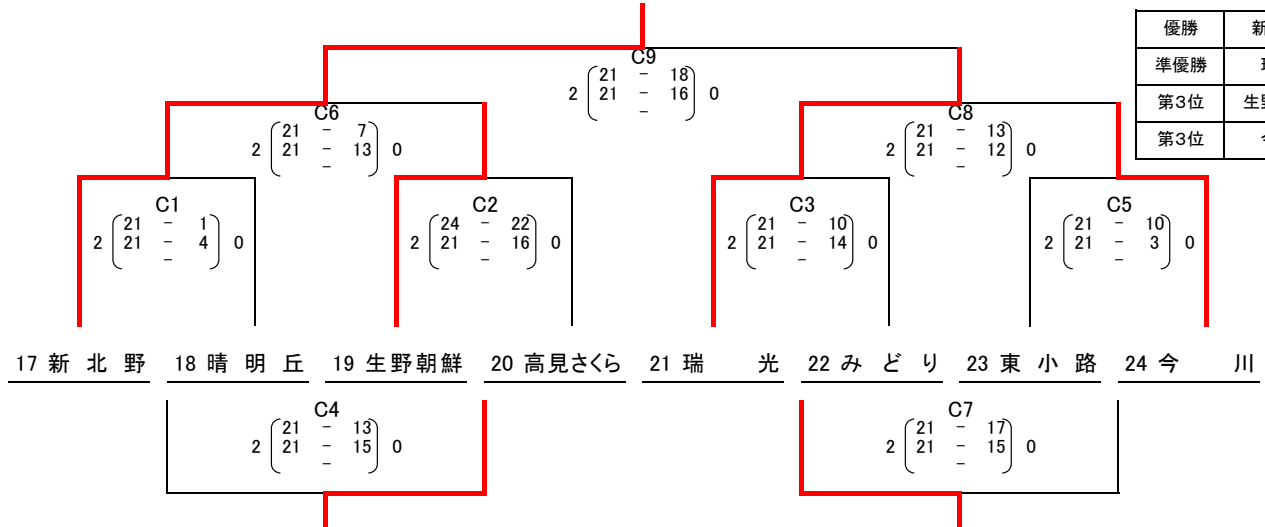 優勝 新
準優勝
第3位 生
第3位
C9
21 - 18
2 21 - 16 0
-
C6
21 - 7
2 21 - 13 0
-
C8
21 - 13
2 21 - 12 0
-
C1
21 - 1
2 21 - 4 0
-
C2
24 - 22
2 21 - 16 0
-
C3
21 - 10
2 21 - 14 0
-
C5
21 - 10
2 21 - 3 0
-
17 新 北 野
18 晴 明 丘
19 生野朝鮮
20 高見さくら
21 瑞 光
22 み ど り
23 東 小 路
24 今 川
C4
21 - 13
2 21 - 15 0
-
C7
21 - 17
2 21 - 15 0
-